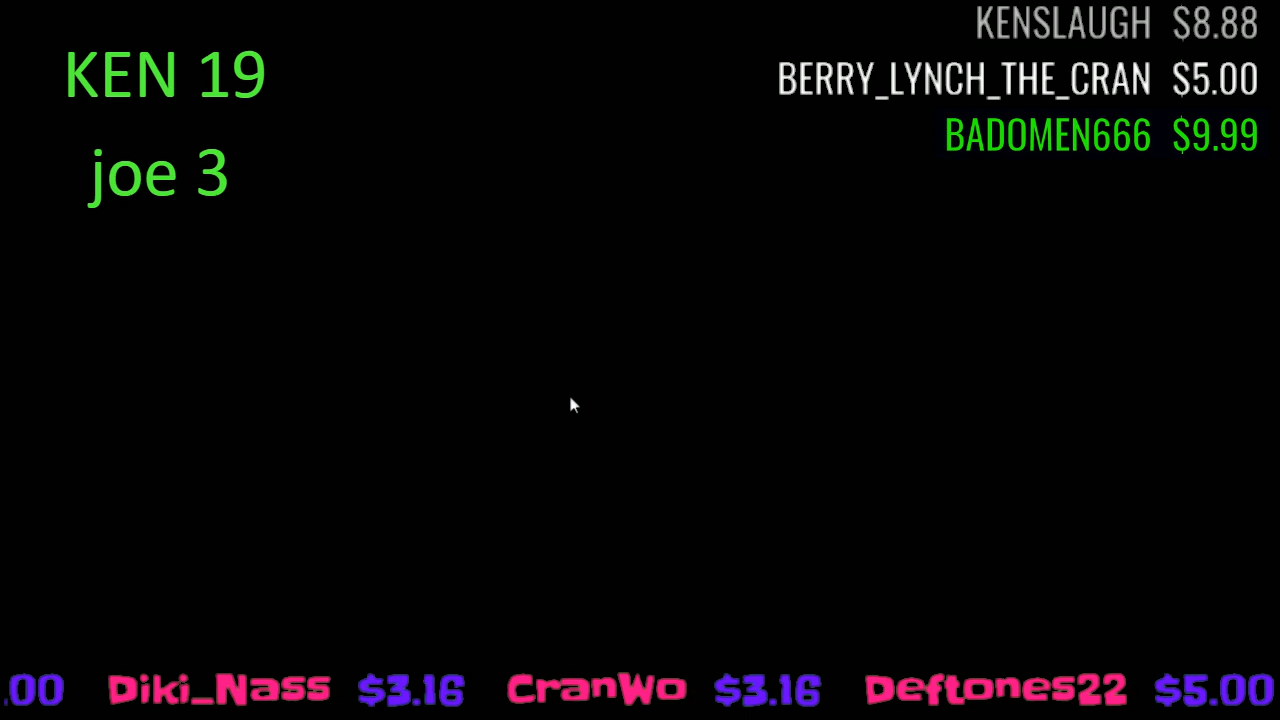 KEN 19
joe 3
KENSLAUGH $8.88
BERRY_LYNCH_THE_CRAN $5.00
BADOMEN666 $9.99
.00 Diki_Nass $3.16 CranWo $3.16 Deftones22 $5.00